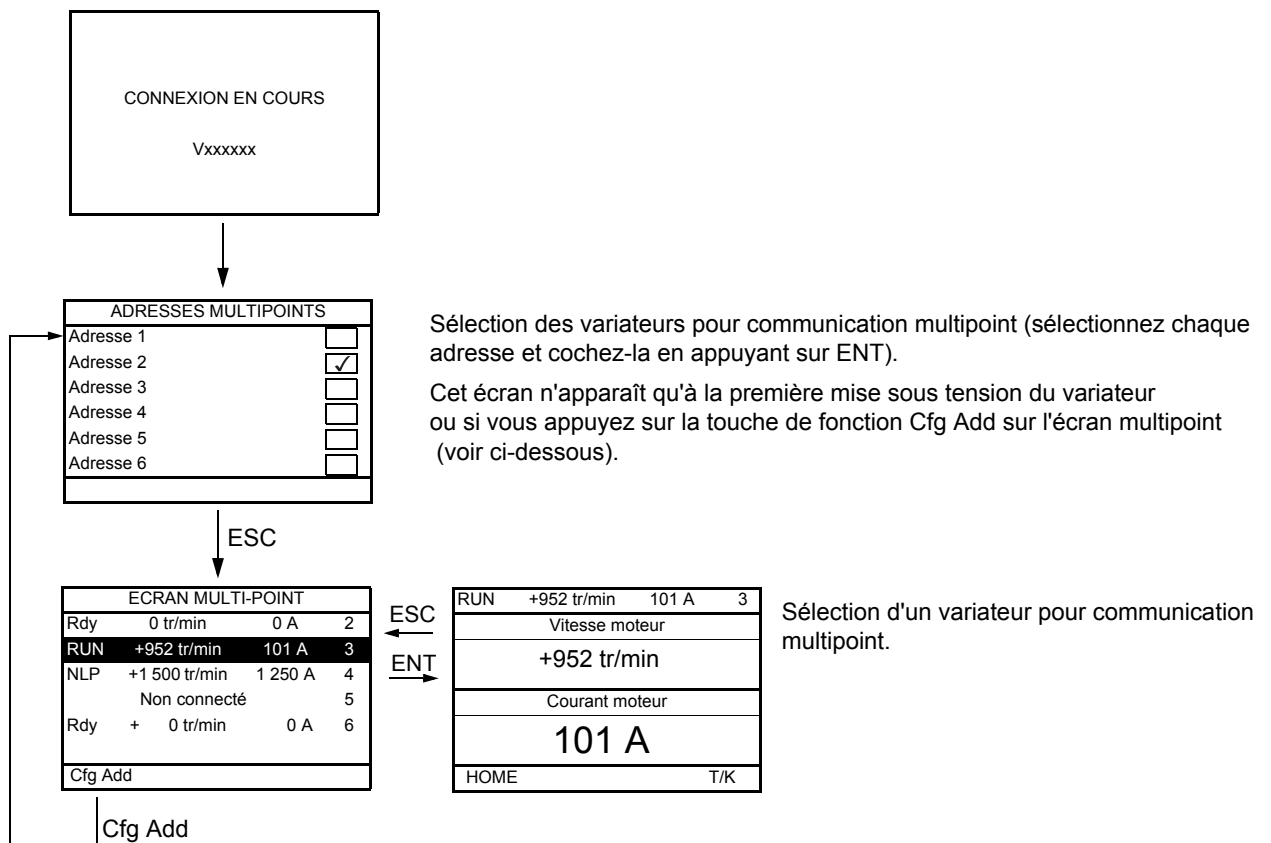 CONNEXION EN COURS
Vxxxxxx
ADRESSES MULTIPOINTS
Adresse 1
Adresse 2 ✓
Adresse 3
Adresse 4
Adresse 5
Adresse 6
Sélection des variateurs pour communication multipoint (sélectionnez chaque
adresse et cochez-la en appuyant sur ENT).
Cet écran n'apparaît qu'à la première mise sous tension du variateur
ou si vous appuyez sur la touche de fonction Cfg Add sur l'écran multipoint
(voir ci-dessous).
ESC
ECRAN MULTI-POINT
Rdy 0 tr/min 0 A 2
RUN +952 tr/min 101 A 3
NLP +1 500 tr/min 1 250 A 4
Non connecté 5
Rdy + 0 tr/min 0 A 6
Cfg Add
ESC
ENT
RUN +952 tr/min 101 A 3
Vitesse moteur
+952 tr/min
Courant moteur
101 A
HOME T/K
Sélection d'un variateur pour communication
multipoint.
Cfg Add